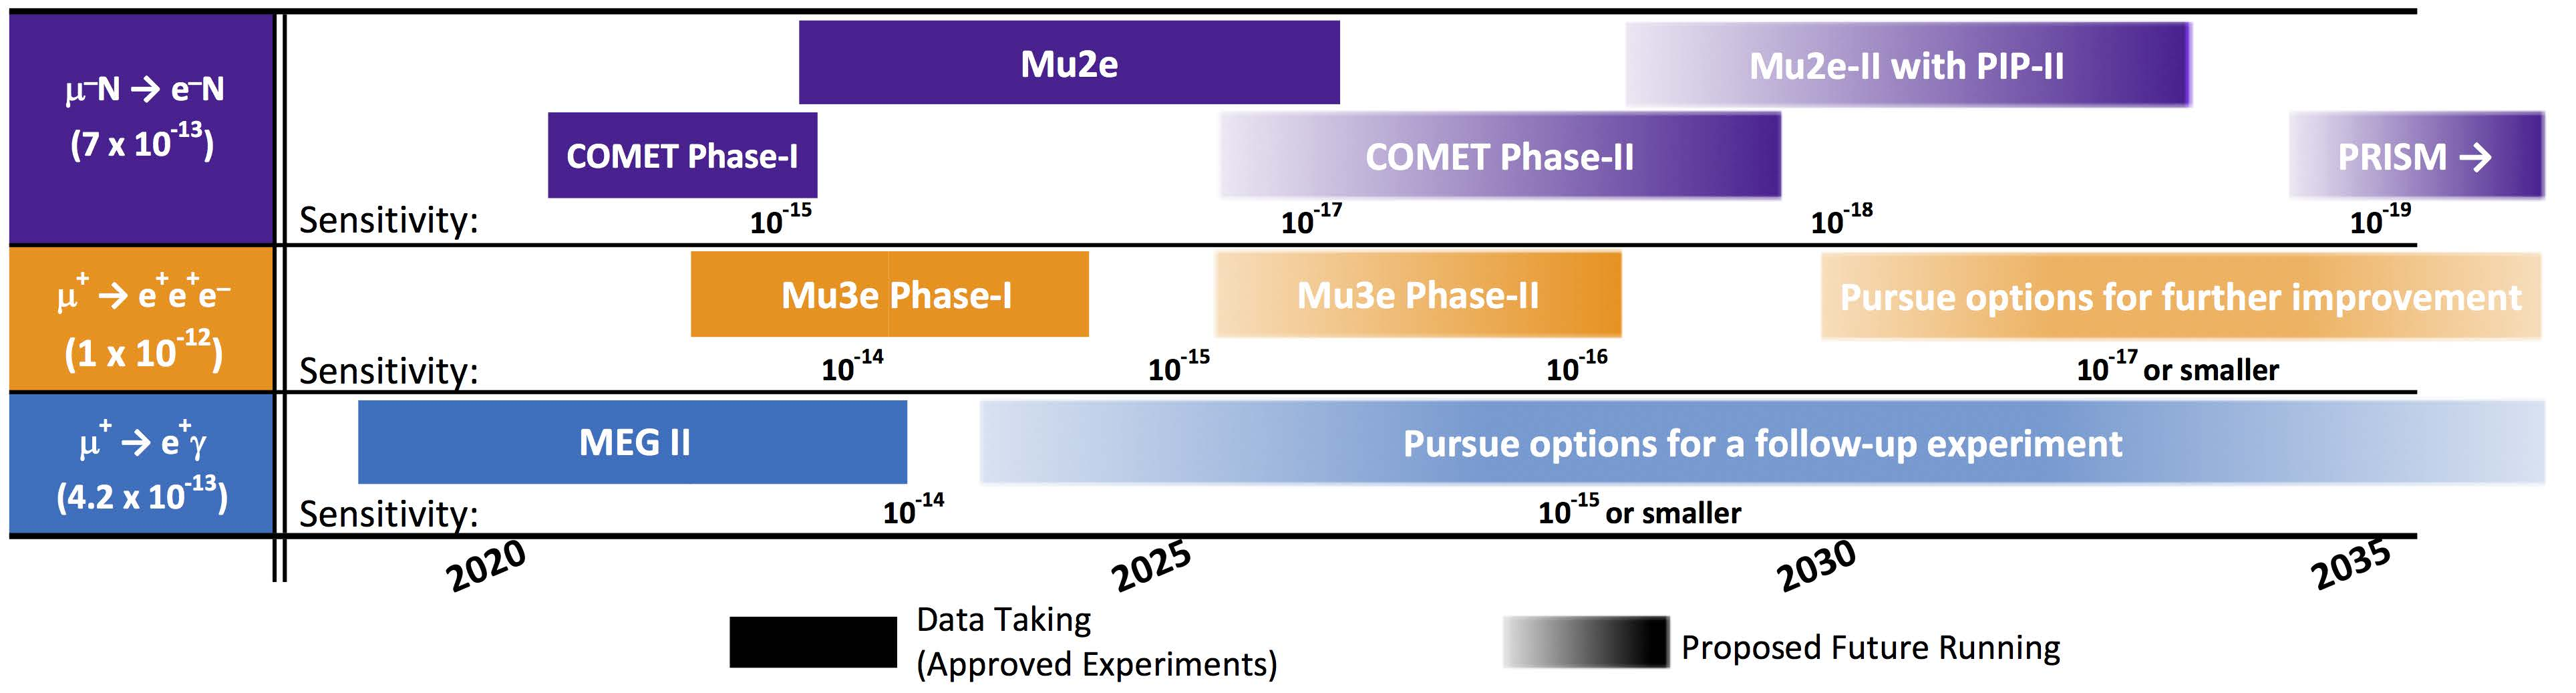 μ⁻N → e⁻N
(7 x 10⁻¹³)
Mu2e
Mu2e-II with PIP-II
COMET Phase-I
COMET Phase-II
PRISM →
Sensitivity:
10⁻¹⁵
10⁻¹⁷
10⁻¹⁸
10⁻¹⁹
μ⁺ → e⁺e⁺e⁻
(1 x 10⁻¹²)
Mu3e Phase-I
Mu3e Phase-II
Pursue options for further improvement
Sensitivity:
10⁻¹⁴
10⁻¹⁵
10⁻¹⁶
10⁻¹⁷ or smaller
μ⁺ → e⁺γ
(4.2 x 10⁻¹³)
MEG II
Pursue options for a follow-up experiment
Sensitivity:
10⁻¹⁴
10⁻¹⁵ or smaller
2020
2025
2030
2035
Data Taking
(Approved Experiments)
Proposed Future Running